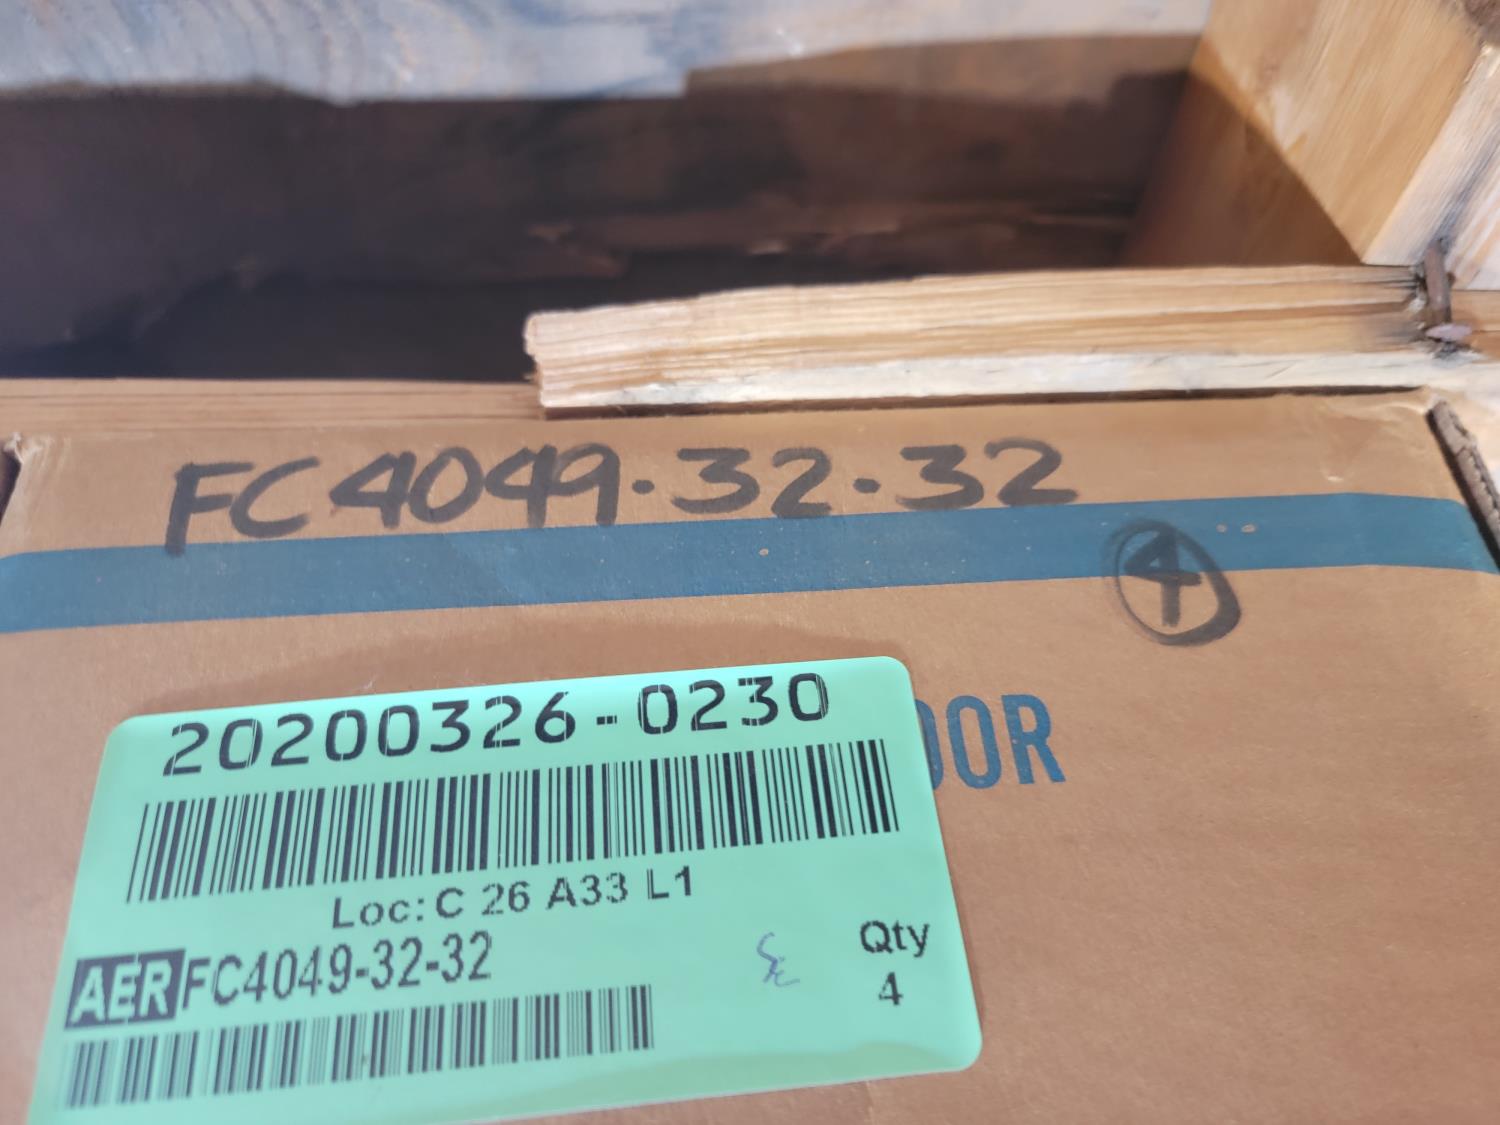 FC4049-32-32
4
20200326-0230
OOR
Loc: C 26 A33 L1
AER FC4049-32-32
Qty
4